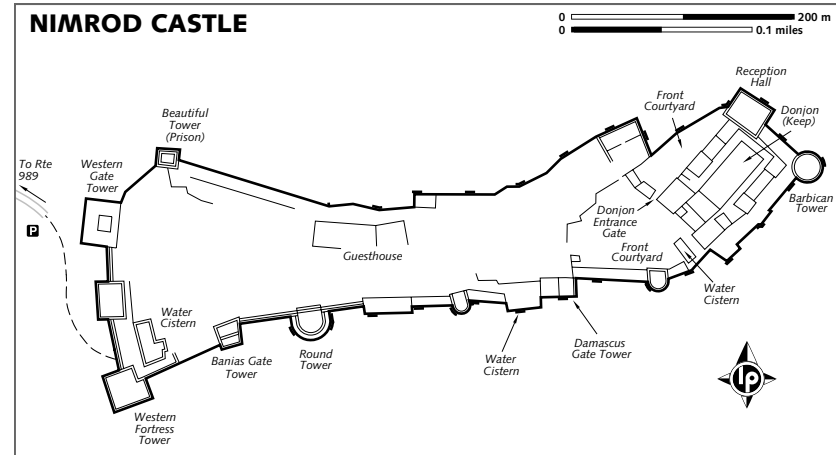 NIMROD CASTLE
0 200 m
0 0.1 miles
Reception
Hall
Front
Courtyard
Donjon
(Keep)
Beautiful
Tower
(Prison)
To Rte
989
Western
Gate
Tower
P
Barbican
Tower
Donjon
Entrance
Gate
Guesthouse
Front
Courtyard
Water
Cistern
Water
Cistern
Banias Gate
Tower
Round
Tower
Water
Cistern
Damascus
Gate Tower
Western
Fortress
Tower
lp